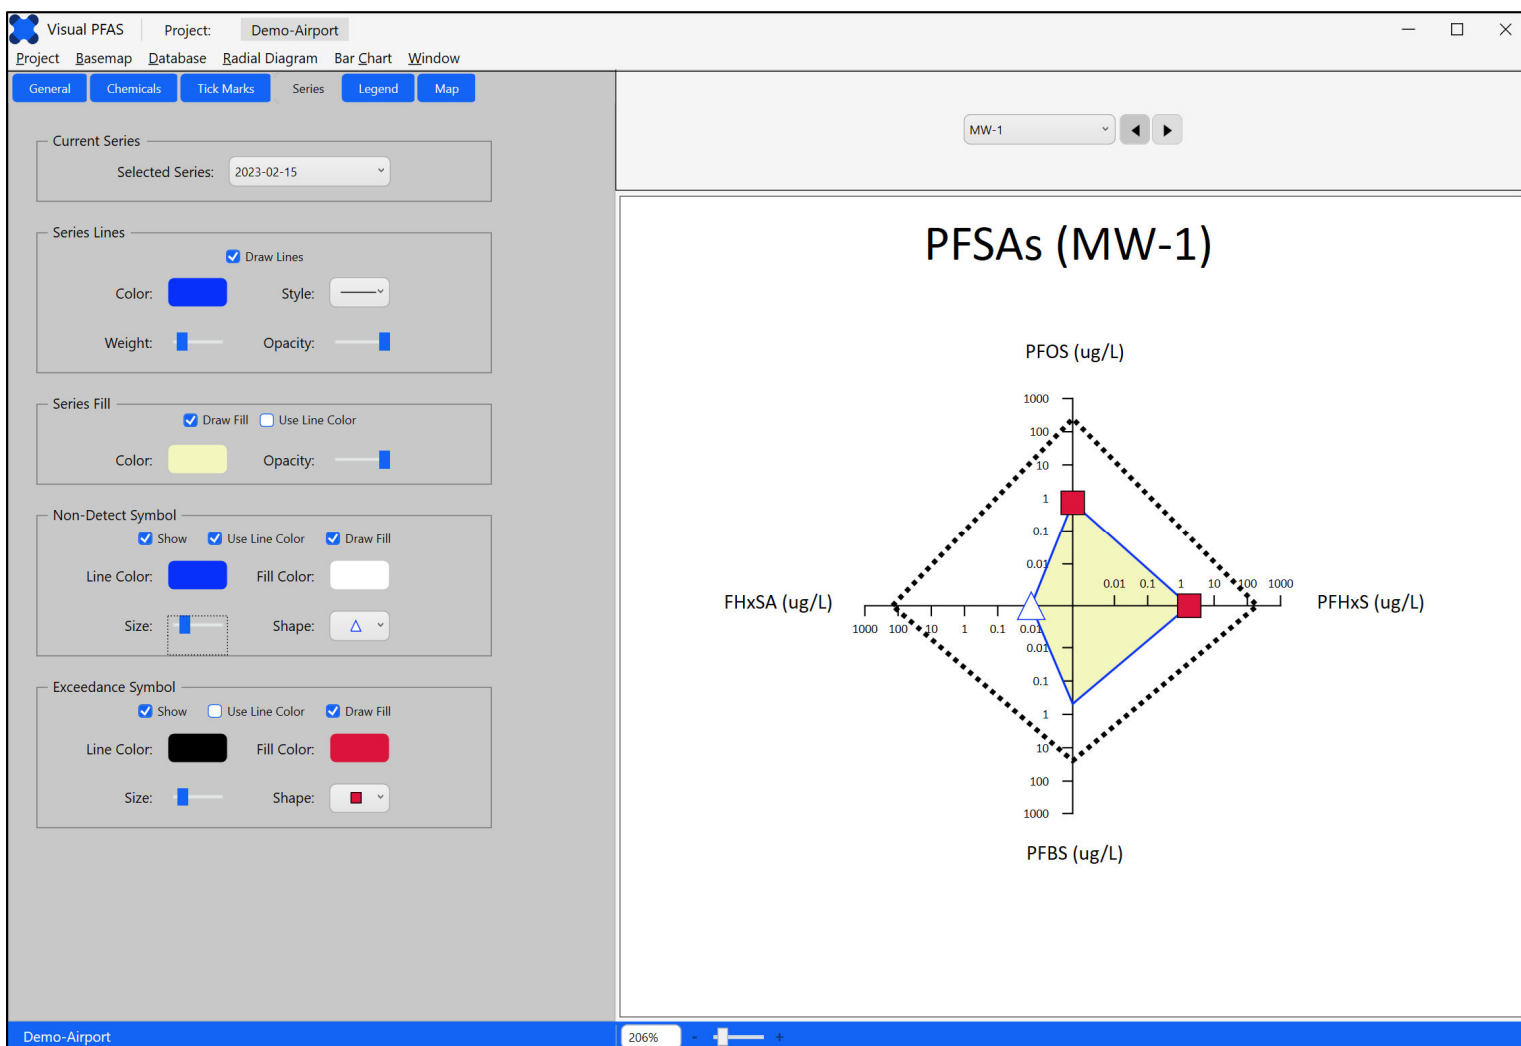 Visual PFAS Project: Demo-Airport
Project Basemap Database Radial Diagram Bar Chart Window
General Chemicals Tick Marks Series Legend Map
Current Series
Selected Series: 2023-02-15
Series Lines
Draw Lines
Color: Style:
Weight: Opacity:
Series Fill
Draw Fill Use Line Color
Color: Opacity:
Non-Detect Symbol
Show Use Line Color Draw Fill
Line Color: Fill Color:
Size: Shape:
Exceedance Symbol
Show Use Line Color Draw Fill
Line Color: Fill Color:
Size: Shape:
MW-1
PFSAs (MW-1)
PFOS (ug/L)
1000
100
10
1
0.1
0.01
0.01 0.1 1 10 100 1000
FHxSA (ug/L) PFHxS (ug/L)
1000 100 10 1 0.1 0.01
0.01
0.1
1
10
100
1000
PFBS (ug/L)
Demo-Airport 206% - +